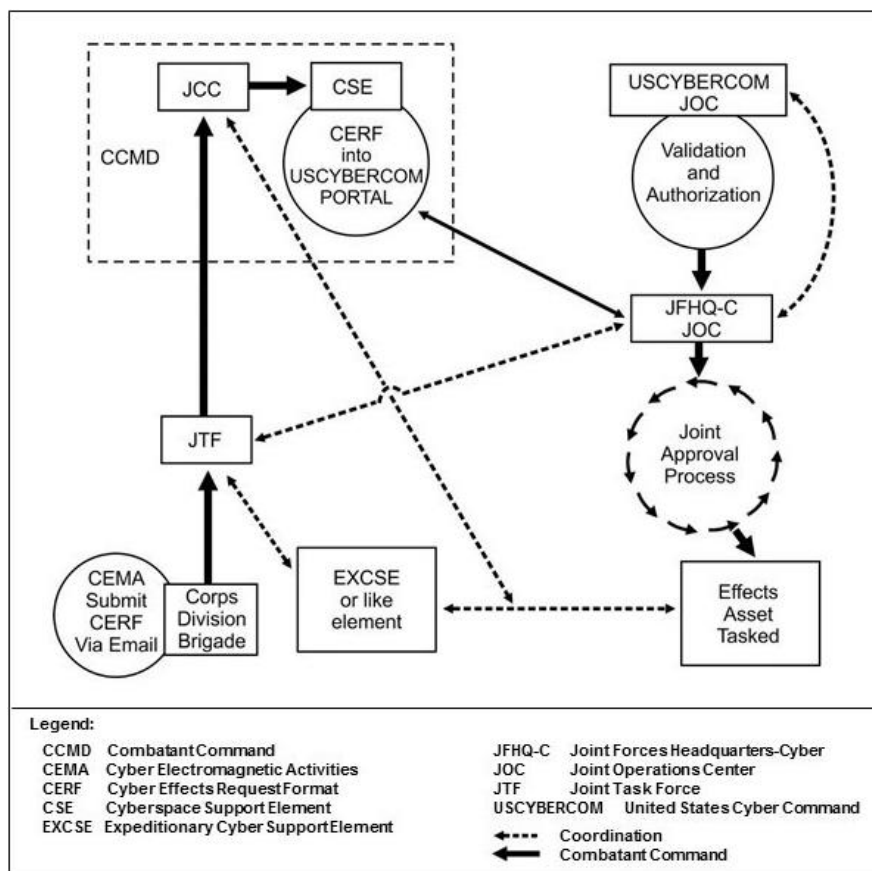 JCC
CSE
CCMD
CERF
into
USCYBERCOM
PORTAL
USCYBERCOM
JOC
Validation
and
Authorization
JFHQ-C
JOC
JTF
Joint
Approval
Process
CEMA
Submit
CERF
Via Email
Corps
Division
Brigade
EXCSE
or like
element
Effects
Asset
Tasked
Legend:
CCMD Combatant Command
CEMA Cyber Electromagnetic Activities
CERF Cyber Effects Request Format
CSE Cyberspace Support Element
EXCSE Expeditionary Cyber Support Element
JFHQ-C Joint Forces Headquarters-Cyber
JOC Joint Operations Center
JTF Joint Task Force
USCYBERCOM United States Cyber Command
Coordination
Combatant Command